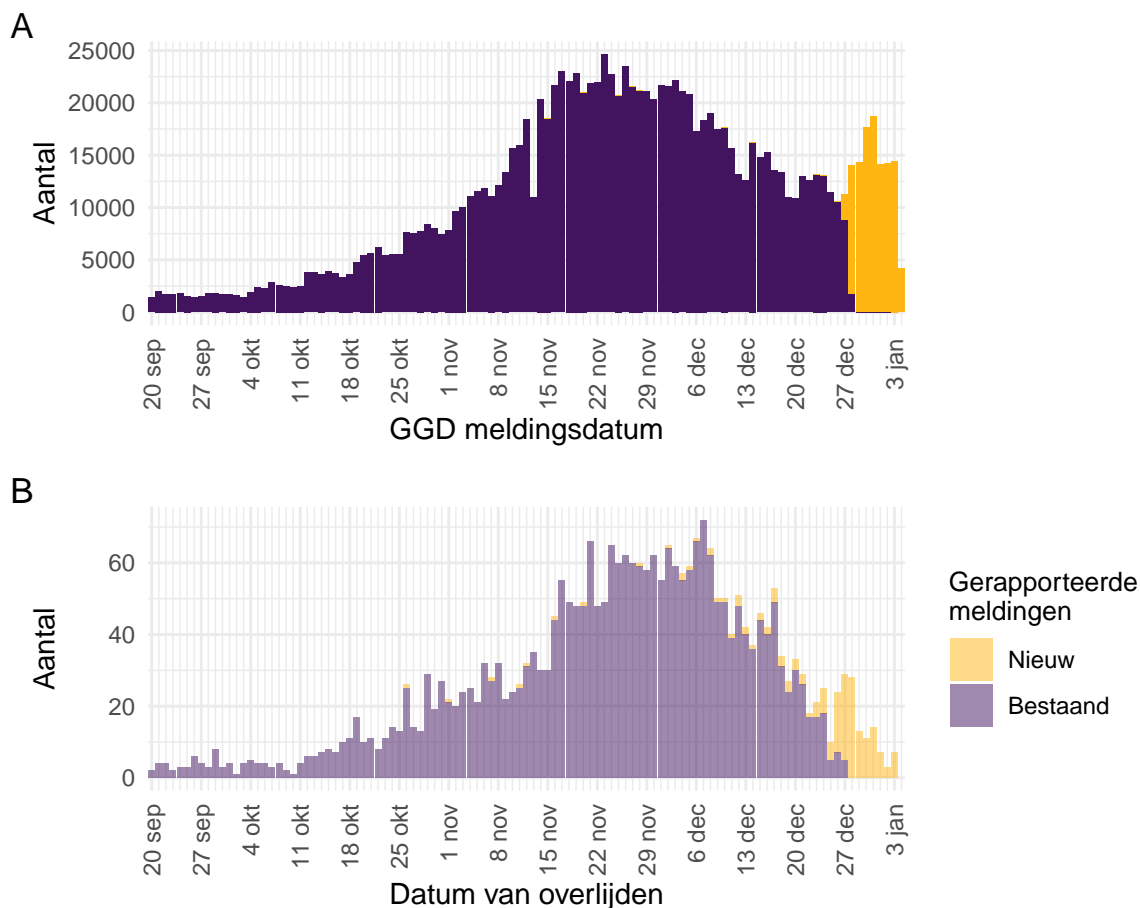 A
25000
20000
15000
10000
5000
0
Aantal
20 sep
27 sep
4 okt
11 okt
18 okt
25 okt
1 nov
8 nov
15 nov
22 nov
29 nov
6 dec
13 dec
20 dec
27 dec
3 jan
GGD meldingsdatum
B
60
40
20
0
Aantal
20 sep
27 sep
4 okt
11 okt
18 okt
25 okt
1 nov
8 nov
15 nov
22 nov
29 nov
6 dec
13 dec
20 dec
27 dec
3 jan
Datum van overlijden
Gerapporteerde
meldingen
Nieuw
Bestaand